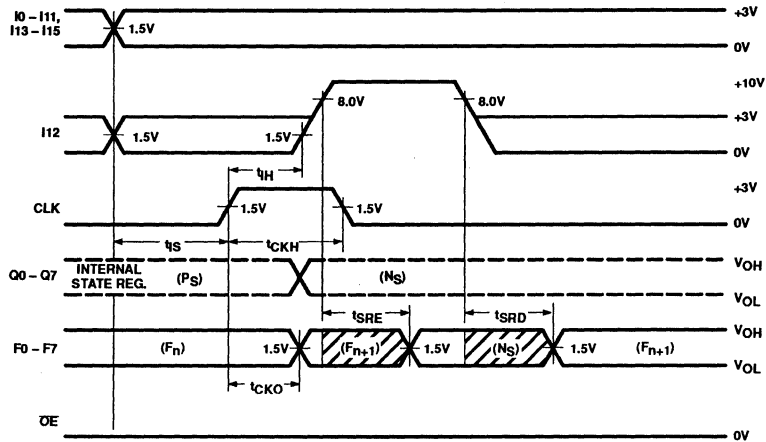 I0 – I11,
I13 – I15
1.5V
+3V
0V
+10V
8.0V
8.0V
+3V
I12
1.5V
1.5V
0V
tIH
+3V
CLK
1.5V
1.5V
0V
tIS
tCKH
Q0 – Q7
INTERNAL
STATE REG.
(PS)
(NS)
VOH
VOL
tSRE
tSRD
F0 – F7
(Fn)
1.5V
(Fn+1)
1.5V
(NS)
1.5V
(Fn+1)
VOH
VOL
tCKO
OE
0V